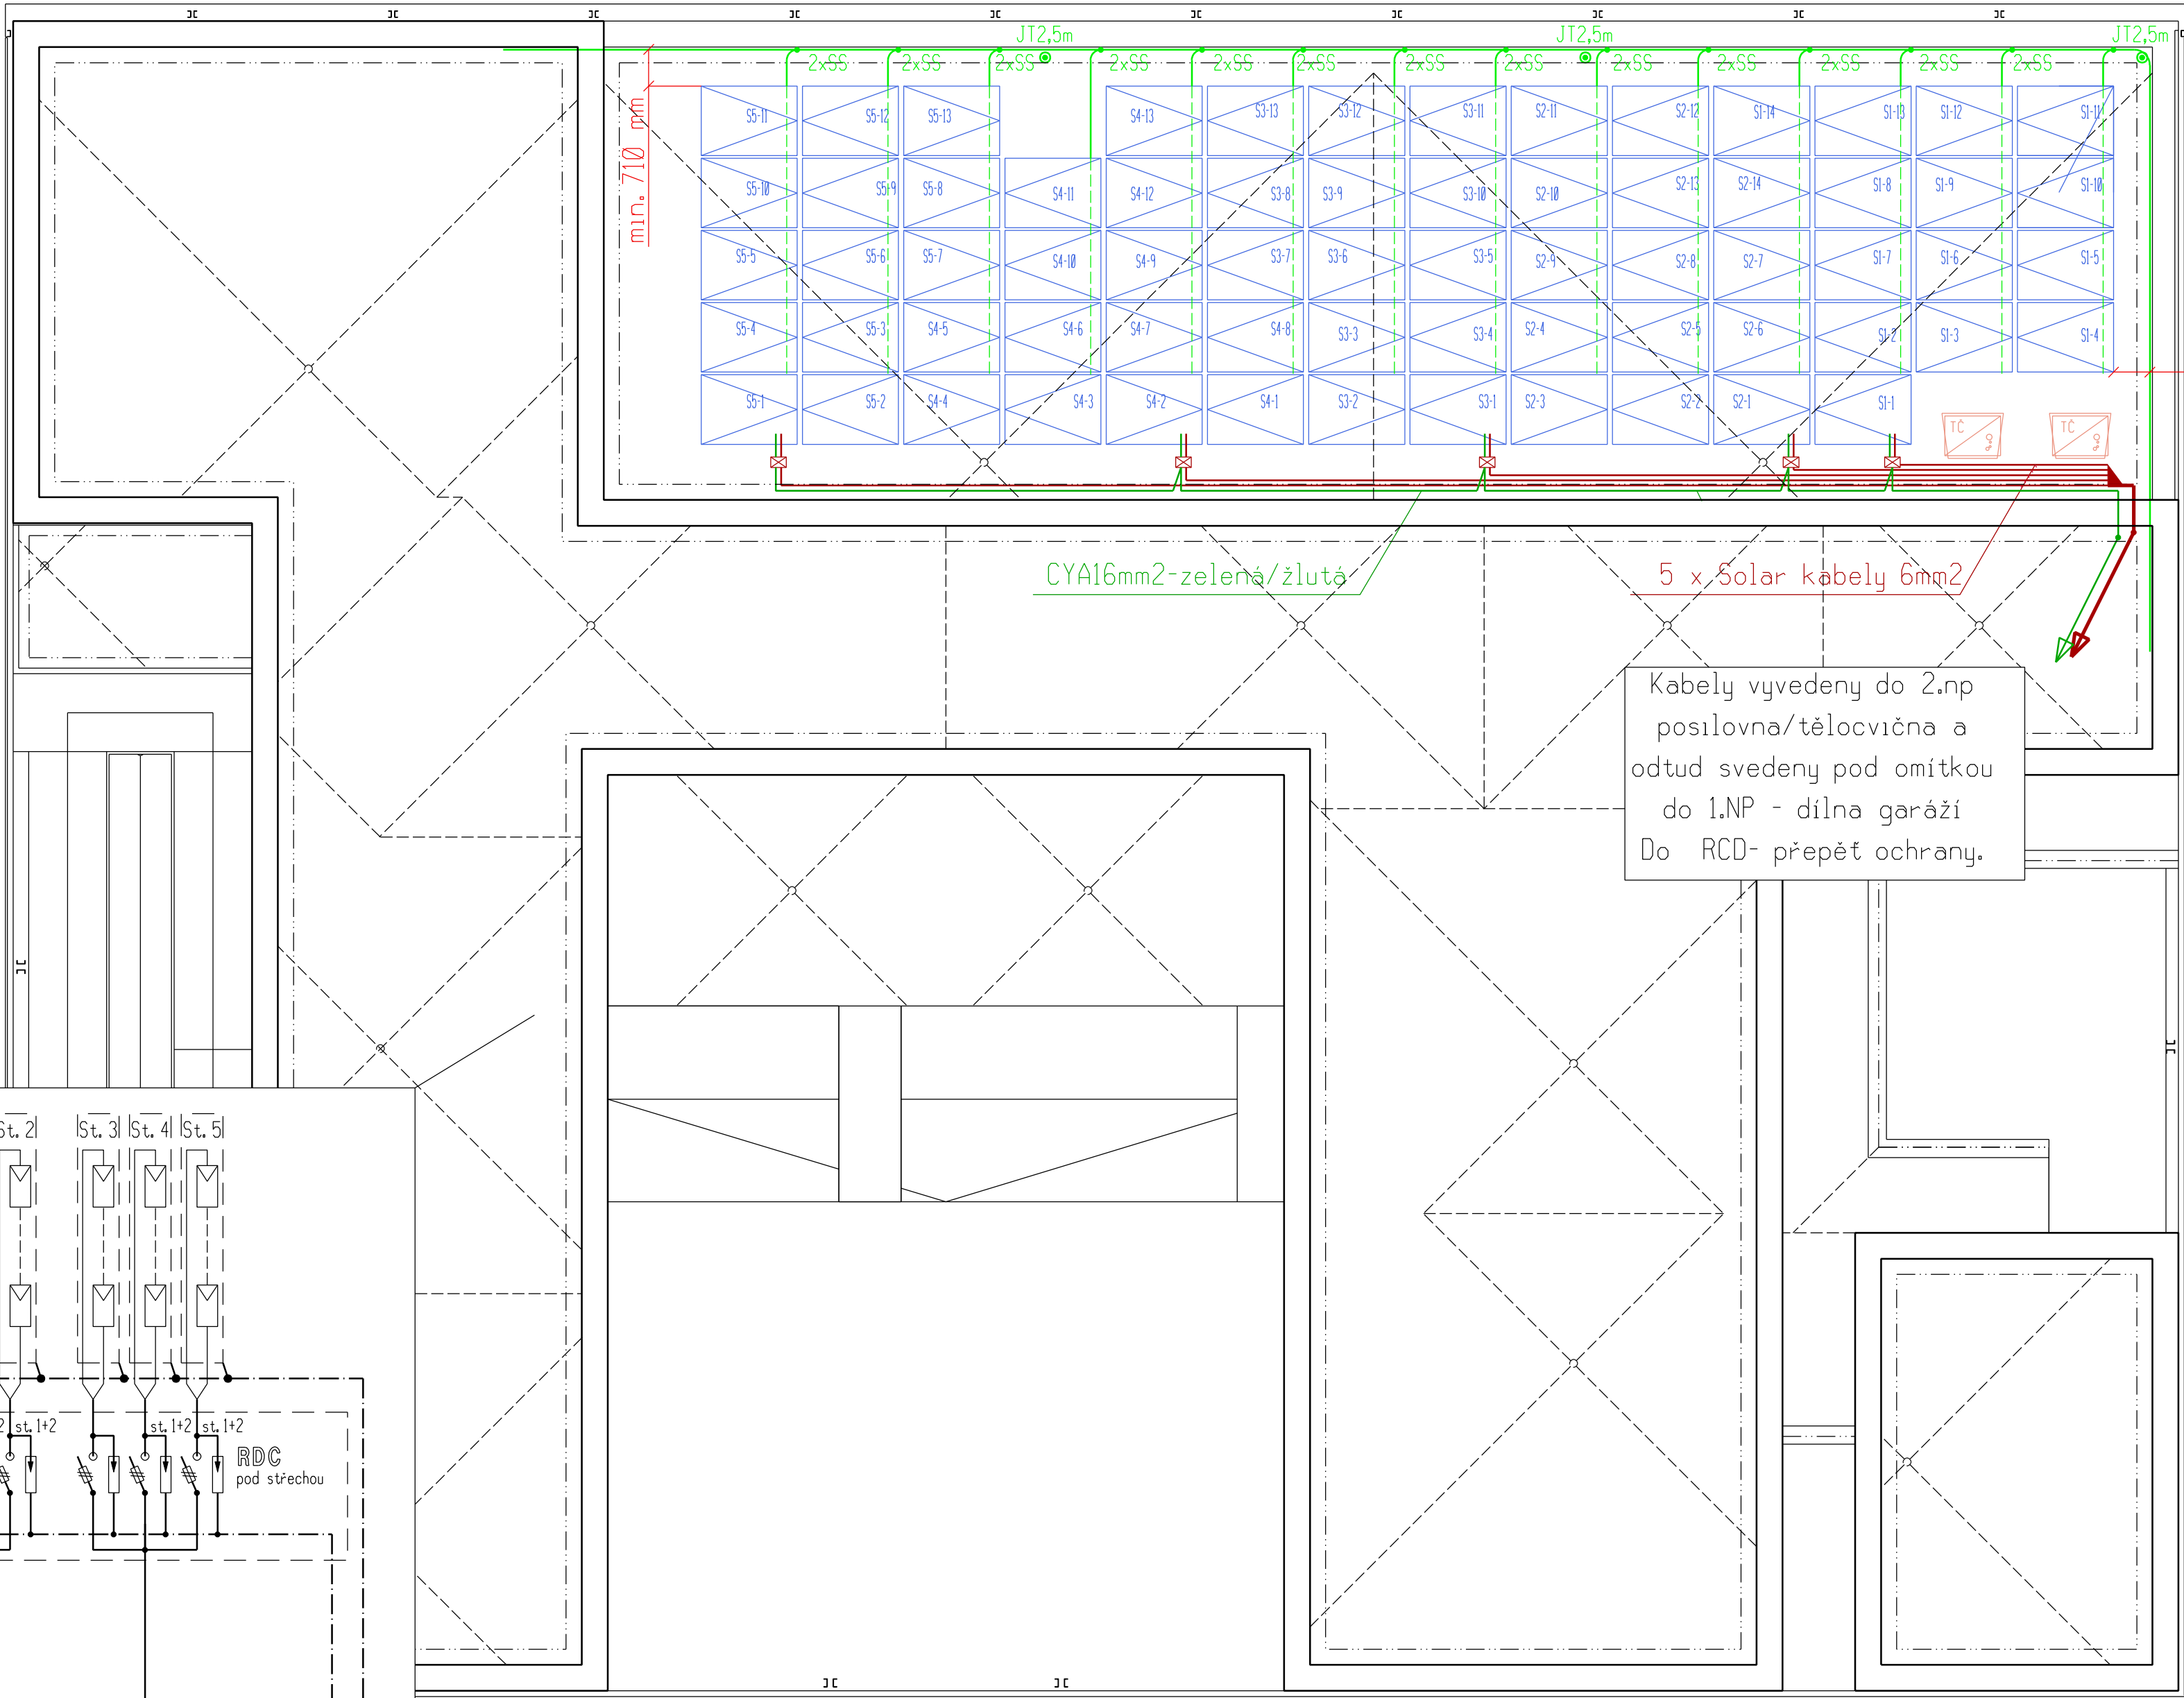 JT2,5m JT2,5m JT2,5m
2xSS 2xSS 2xSS 2xSS 2xSS 2xSS 2xSS 2xSS 2xSS 2xSS 2xSS 2xSS 2xSS
min. 710 mm
S5-11 S5-12 S5-13 S4-13 S3-13 S3-12 S3-11 S2-11 S2-12 S1-14 S1-13 S1-12 S1-11
S5-10 S5-9 S5-8 S4-11 S4-12 S3-8 S3-9 S3-10 S2-10 S2-13 S2-14 S1-8 S1-9 S1-10
S5-5 S5-6 S5-7 S4-10 S4-9 S3-7 S3-6 S3-5 S2-9 S2-8 S2-7 S1-7 S1-6 S1-5
S5-4 S5-3 S4-5 S4-6 S4-7 S4-8 S3-3 S3-4 S2-4 S2-5 S2-6 S1-2 S1-3 S1-4
S5-1 S5-2 S4-4 S4-3 S4-2 S4-1 S3-2 S3-1 S2-3 S2-2 S2-1 S1-1
TČ TČ
CYA16mm2-zelená/žlutá
5 x Solar kabely 6mm2
Kabely vyvedeny do 2.np
posilovna/tělocvična a
odtud svedeny pod omítkou
do 1.NP - dílna garáží
Do RCD- přepěť ochrany.
St. 2 St. 3 St. 4 St. 5
2 st. 1+2 st. 1+2 st. 1+2
RDC
pod střechou